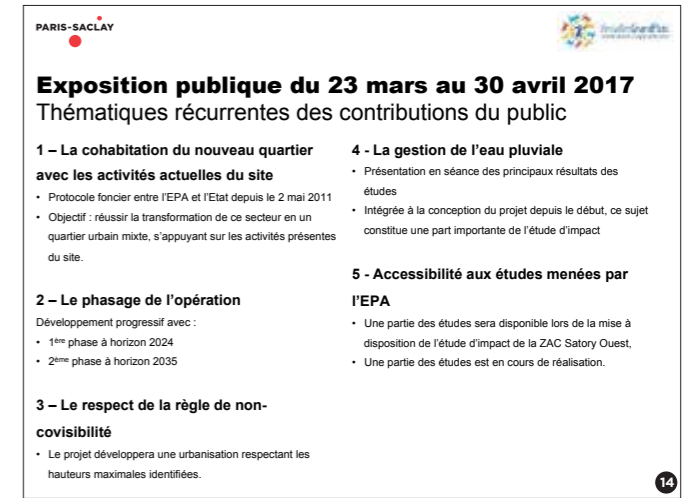 PARIS-SACLAY
Exposition publique du 23 mars au 30 avril 2017
Thématiques récurrentes des contributions du public
1 – La cohabitation du nouveau quartier
avec les activités actuelles du site
• Protocole foncier entre l’EPA et l’Etat depuis le 2 mai 2011
• Objectif : réussir la transformation de ce secteur en un
quartier urbain mixte, s’appuyant sur les activités présentes
du site.
2 – Le phasage de l’opération
Développement progressif avec :
• 1ère phase à horizon 2024
• 2ème phase à horizon 2035
3 – Le respect de la règle de non-
covisibilité
• Le projet développera une urbanisation respectant les
hauteurs maximales identifiées.
4 - La gestion de l’eau pluviale
• Présentation en séance des principaux résultats des
études
• Intégrée à la conception du projet depuis le début, ce sujet
constitue une part importante de l’étude d’impact
5 - Accessibilité aux études menées par
l’EPA
• Une partie des études sera disponible lors de la mise à
disposition de l’étude d’impact de la ZAC Satory Ouest,
• Une partie des études est en cours de réalisation.
14